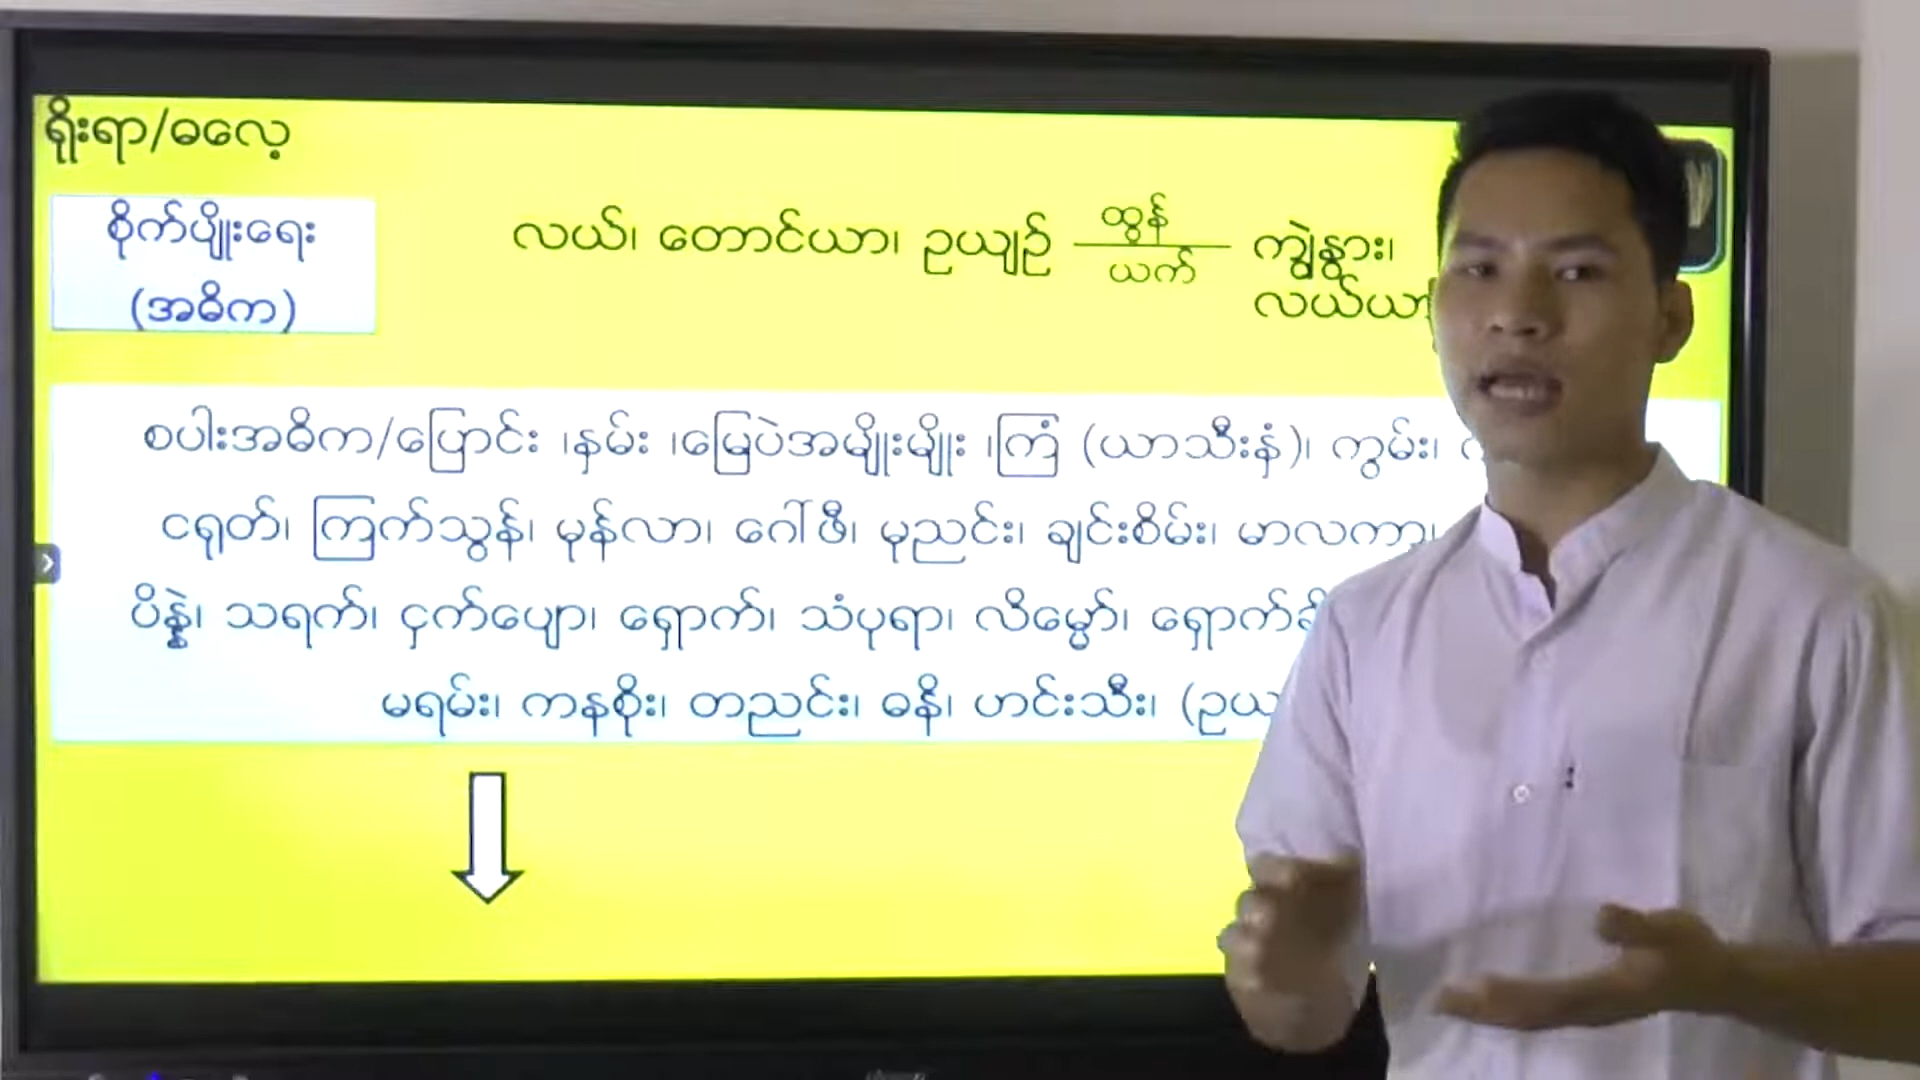 ရိုးရာ/ဓလေ့
စိုက်ပျိုးရေး
(အဓိက)
လယ်၊ တောင်ယာ၊ ဥယျဉ် ထွန် ကျွဲနွား၊
ယက် လယ်ယာ
စပါးအဓိက/ပြောင်း ၊နှမ်း ၊မြေပဲအမျိုးမျိုး ၊ကြံ (ယာသီးနှံ)၊ ကွမ်း၊
ငရုတ်၊ ကြက်သွန်၊ မုန်လာ၊ ဂေါ်ဖီ၊ မုညင်း၊ ချင်းစိမ်း၊ မာလကာ၊
ပိန္နဲ၊ သရက်၊ ငှက်ပျော၊ ရှောက်၊ သံပုရာ၊ လိမ္မော်၊
မရမ်း၊ ကနစိုး၊ တညင်း၊ ဓနိ၊ ဟင်းသီး၊